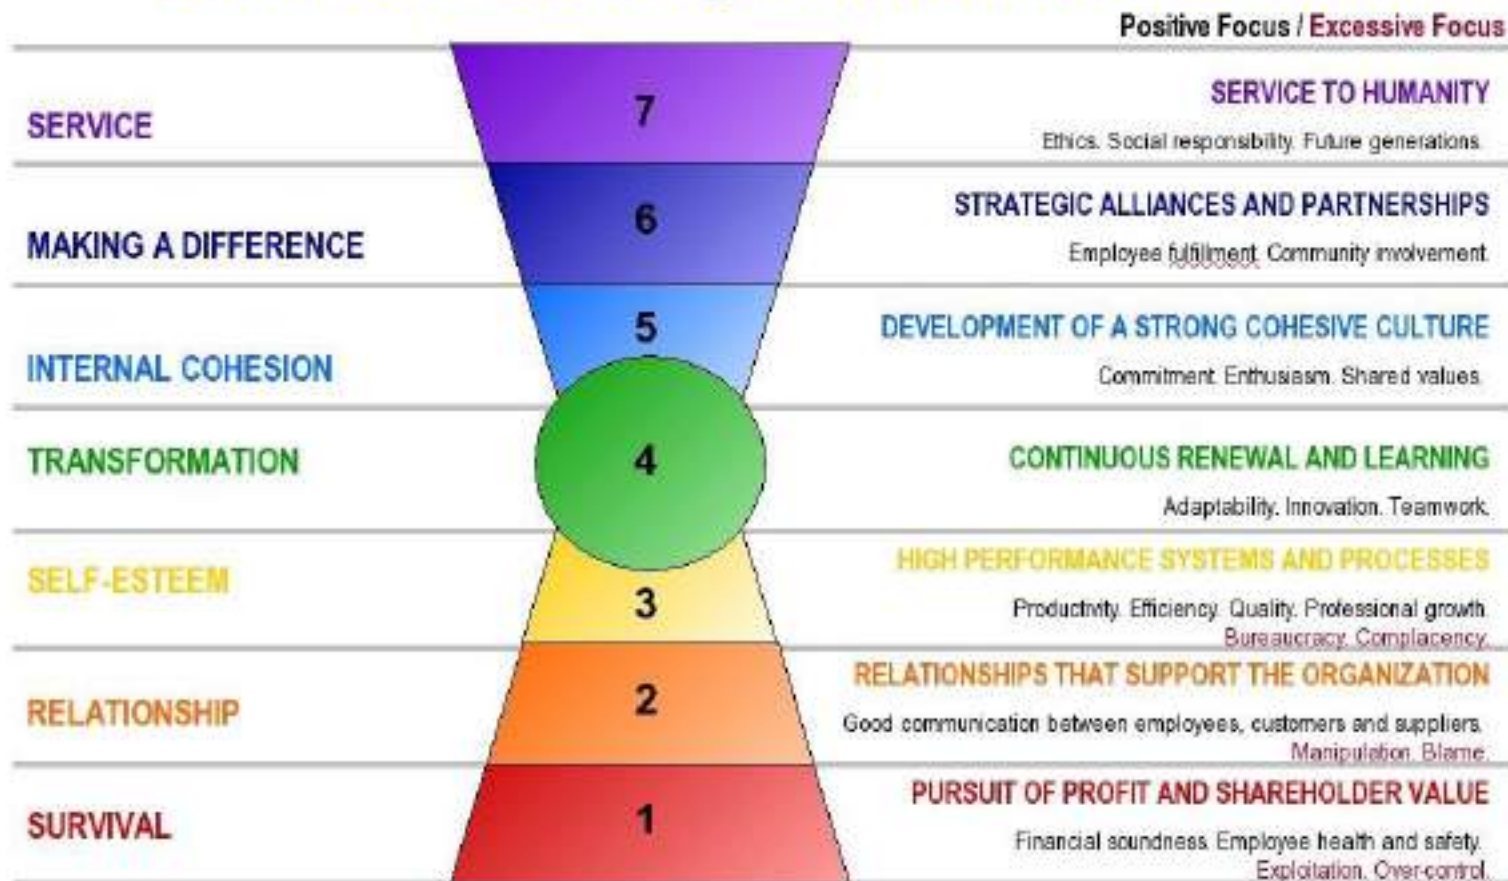 Positive Focus / Excessive Focus
SERVICE
7
SERVICE TO HUMANITY
Ethics. Social responsibility. Future generations.
MAKING A DIFFERENCE
6
STRATEGIC ALLIANCES AND PARTNERSHIPS
Employee fulfillment. Community involvement.
INTERNAL COHESION
5
DEVELOPMENT OF A STRONG COHESIVE CULTURE
Commitment. Enthusiasm. Shared values.
TRANSFORMATION
4
CONTINUOUS RENEWAL AND LEARNING
Adaptability. Innovation. Teamwork.
SELF-ESTEEM
3
HIGH PERFORMANCE SYSTEMS AND PROCESSES
Productivity. Efficiency. Quality. Professional growth.
Bureaucracy. Complacency.
RELATIONSHIP
2
RELATIONSHIPS THAT SUPPORT THE ORGANIZATION
Good communication between employees, customers and suppliers.
Manipulation. Blame.
SURVIVAL
1
PURSUIT OF PROFIT AND SHAREHOLDER VALUE
Financial soundness. Employee health and safety.
Exploitation. Over-control.